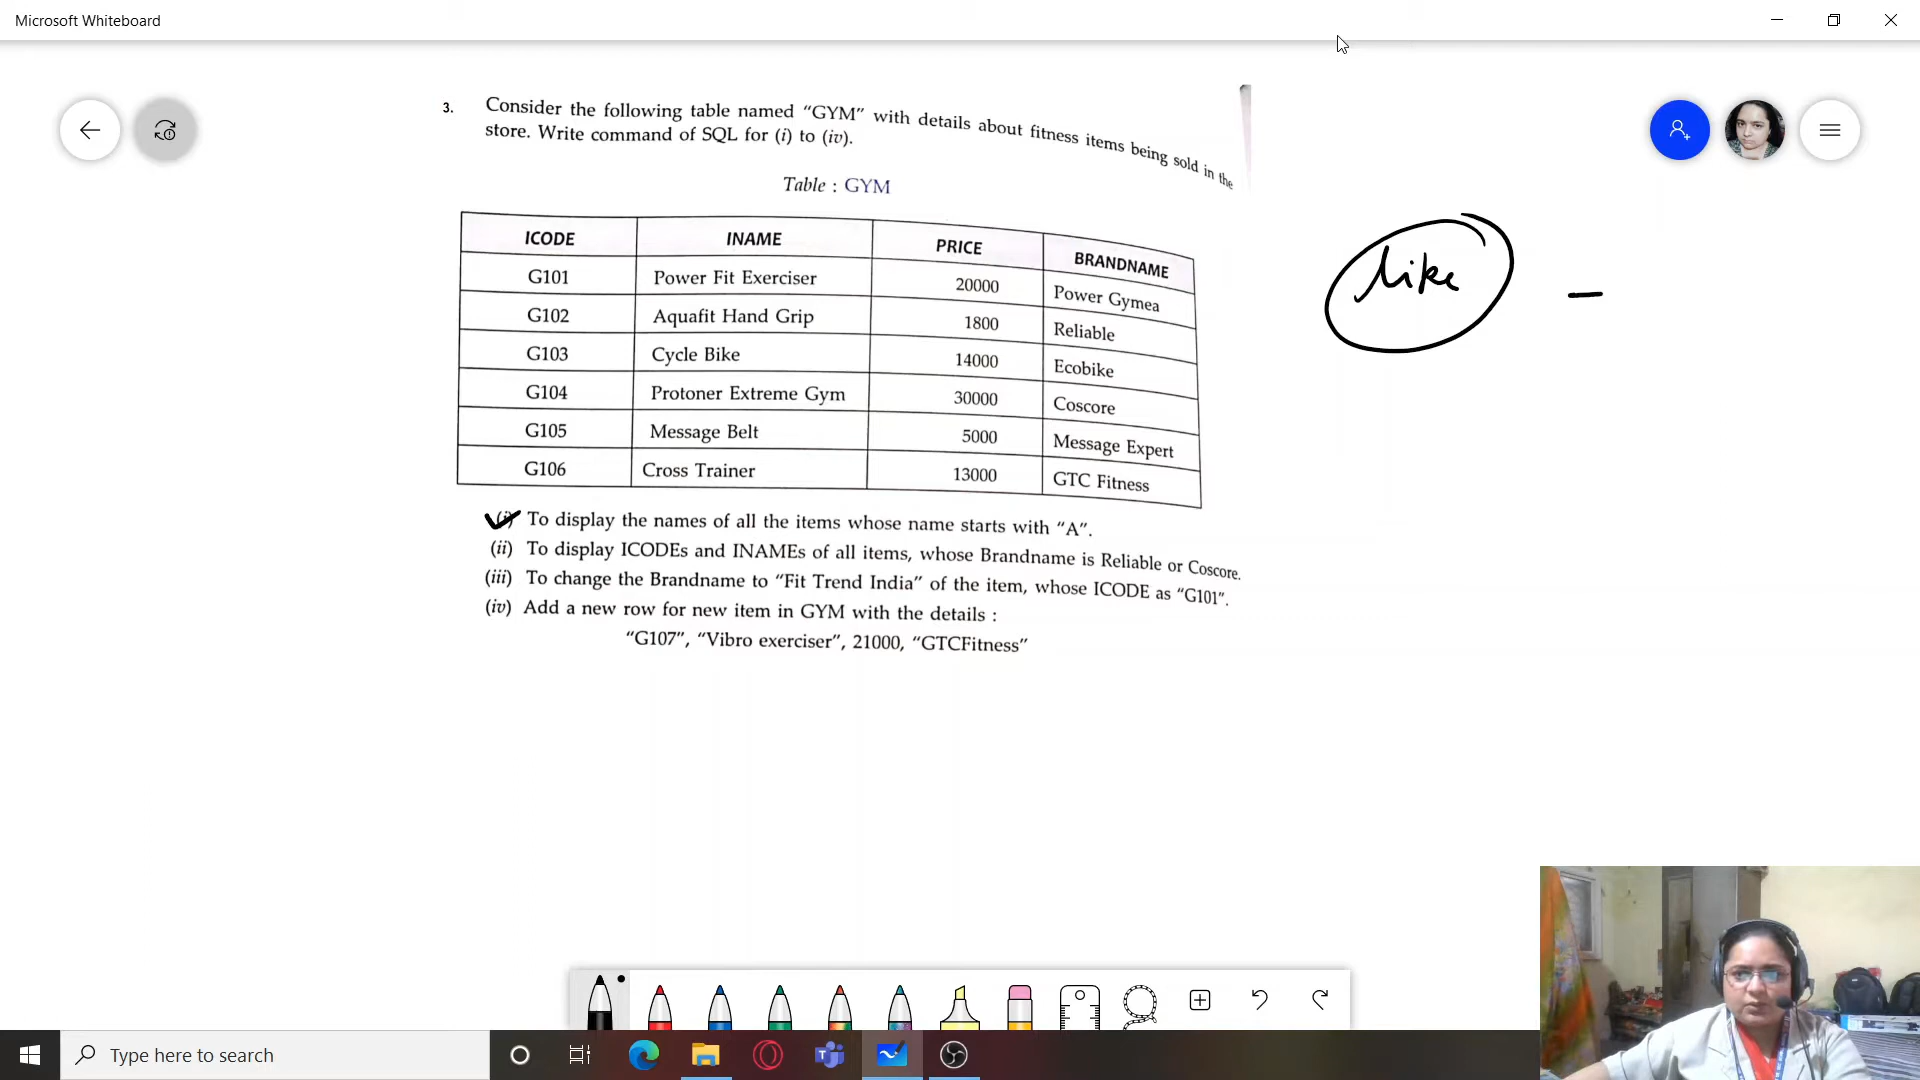 Microsoft Whiteboard
3. Consider the following table named “GYM” with details about fitness items being sold in the
store. Write command of SQL for (i) to (iv).
Table : GYM
ICODE INAME PRICE BRANDNAME
G101 Power Fit Exerciser 20000 Power Gymea
G102 Aquafit Hand Grip 1800 Reliable
G103 Cycle Bike 14000 Ecobike
G104 Protoner Extreme Gym 30000 Coscore
G105 Message Belt 5000 Message Expert
G106 Cross Trainer 13000 GTC Fitness
like –
(i) To display the names of all the items whose name starts with “A”.
(ii) To display ICODEs and INAMEs of all items, whose Brandname is Reliable or Coscore.
(iii) To change the Brandname to “Fit Trend India” of the item, whose ICODE as “G101”.
(iv) Add a new row for new item in GYM with the details :
“G107”, “Vibro exerciser”, 21000, “GTCFitness”
Type here to search